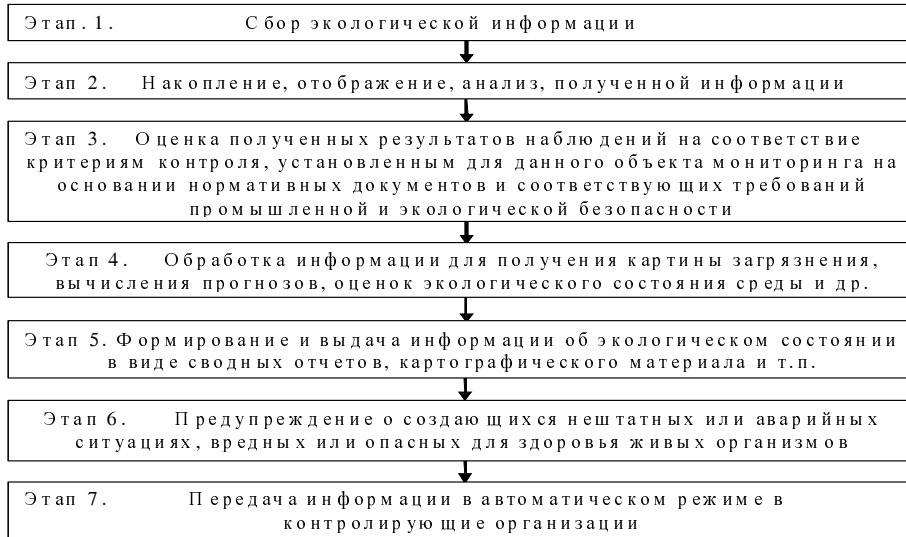 Этап. 1. Сбор экологической информации
Этап 2. Накопление, отображение, анализ, полученной информации
Этап 3. Оценка полученных результатов наблюдений на соответствие
критериям контроля, установленным для данного объекта мониторинга на
основании нормативных документов и соответствующих требований
промышленной и экологической безопасности
Этап 4. Обработка информации для получения картины загрязнения,
вычисления прогнозов, оценок экологического состояния среды и др.
Этап 5. Формирование и выдача информации об экологическом состоянии
в виде сводных отчетов, картографического материала и т.п.
Этап 6. Предупреждение о создающихся нештатных или аварийных
ситуациях, вредных или опасных для здоровья живых организмов
Этап 7. Передача информации в автоматическом режиме в
контролирующие организации